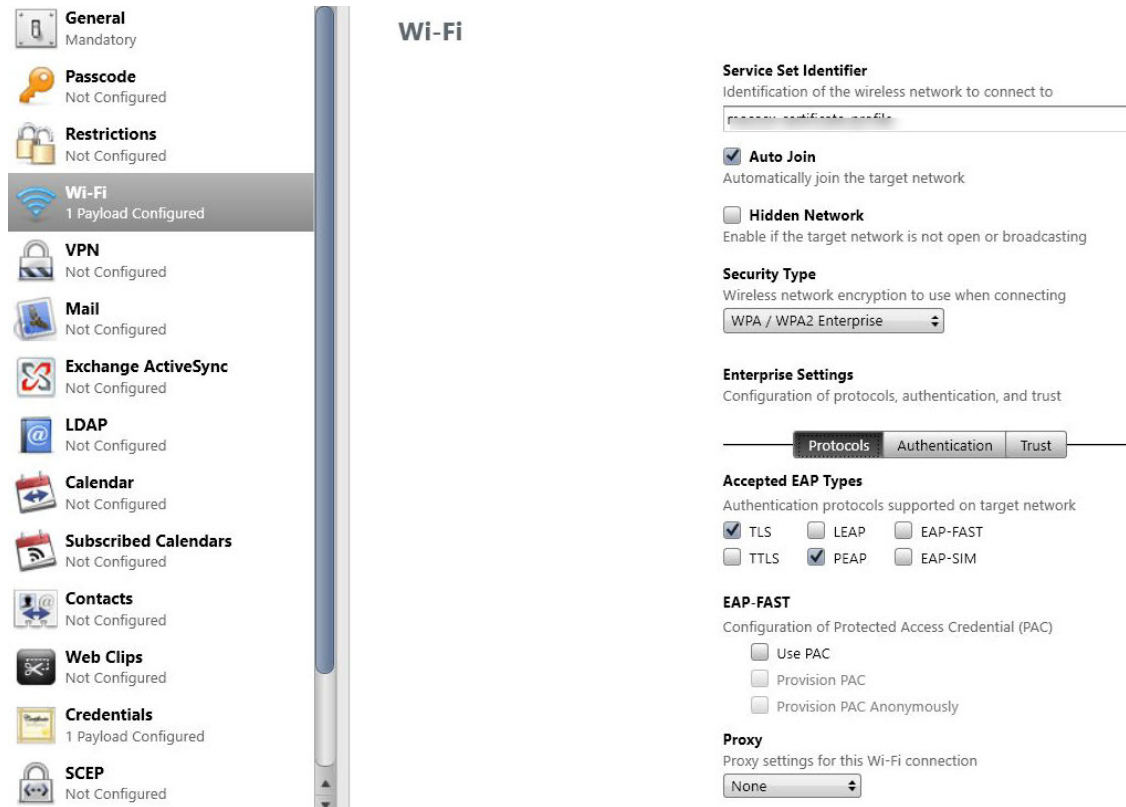 General
Mandatory
Passcode
Not Configured
Restrictions
Not Configured
Wi-Fi
1 Payload Configured
VPN
Not Configured
Mail
Not Configured
Exchange ActiveSync
Not Configured
LDAP
Not Configured
Calendar
Not Configured
Subscribed Calendars
Not Configured
Contacts
Not Configured
Web Clips
Not Configured
Credentials
1 Payload Configured
SCEP
Not Configured
Wi-Fi
Service Set Identifier
Identification of the wireless network to connect to
Auto Join
Automatically join the target network
Hidden Network
Enable if the target network is not open or broadcasting
Security Type
Wireless network encryption to use when connecting
WPA / WPA2 Enterprise
Enterprise Settings
Configuration of protocols, authentication, and trust
Protocols Authentication Trust
Accepted EAP Types
Authentication protocols supported on target network
TLS LEAP EAP-FAST
TTLS PEAP EAP-SIM
EAP-FAST
Configuration of Protected Access Credential (PAC)
Use PAC
Provision PAC
Provision PAC Anonymously
Proxy
Proxy settings for this Wi-Fi connection
None